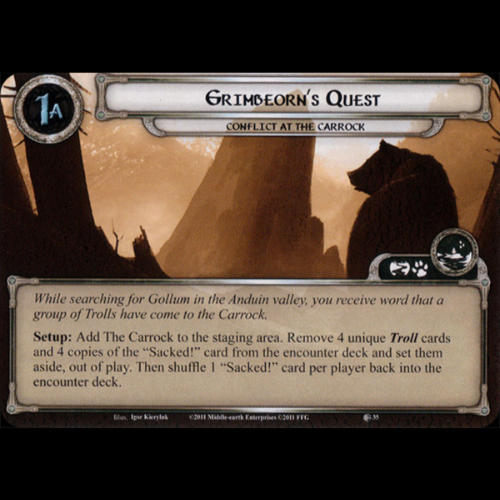 1A
GRIMBEORN'S QUEST
CONFLICT AT THE CARROCK
While searching for Gollum in the Anduin valley, you receive word that a
group of Trolls have come to the Carrock.
Setup: Add The Carrock to the staging area. Remove 4 unique Troll cards
and 4 copies of the “Sacked!” card from the encounter deck and set them
aside, out of play. Then shuffle 1 “Sacked!” card per player back into the
encounter deck.
Illus. Igor Kieryluk ©2011 Middle-earth Enterprises ©2011 FFG 35